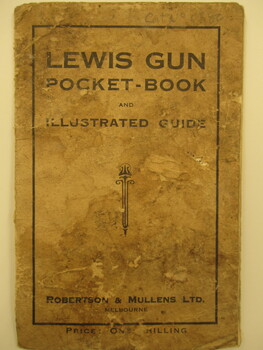 LEWIS GUN
POCKET-BOOK
AND
ILLUSTRATED GUIDE
ROBERTSON & MULLENS LTD.
MELBOURNE
PRICE: ONE SHILLING